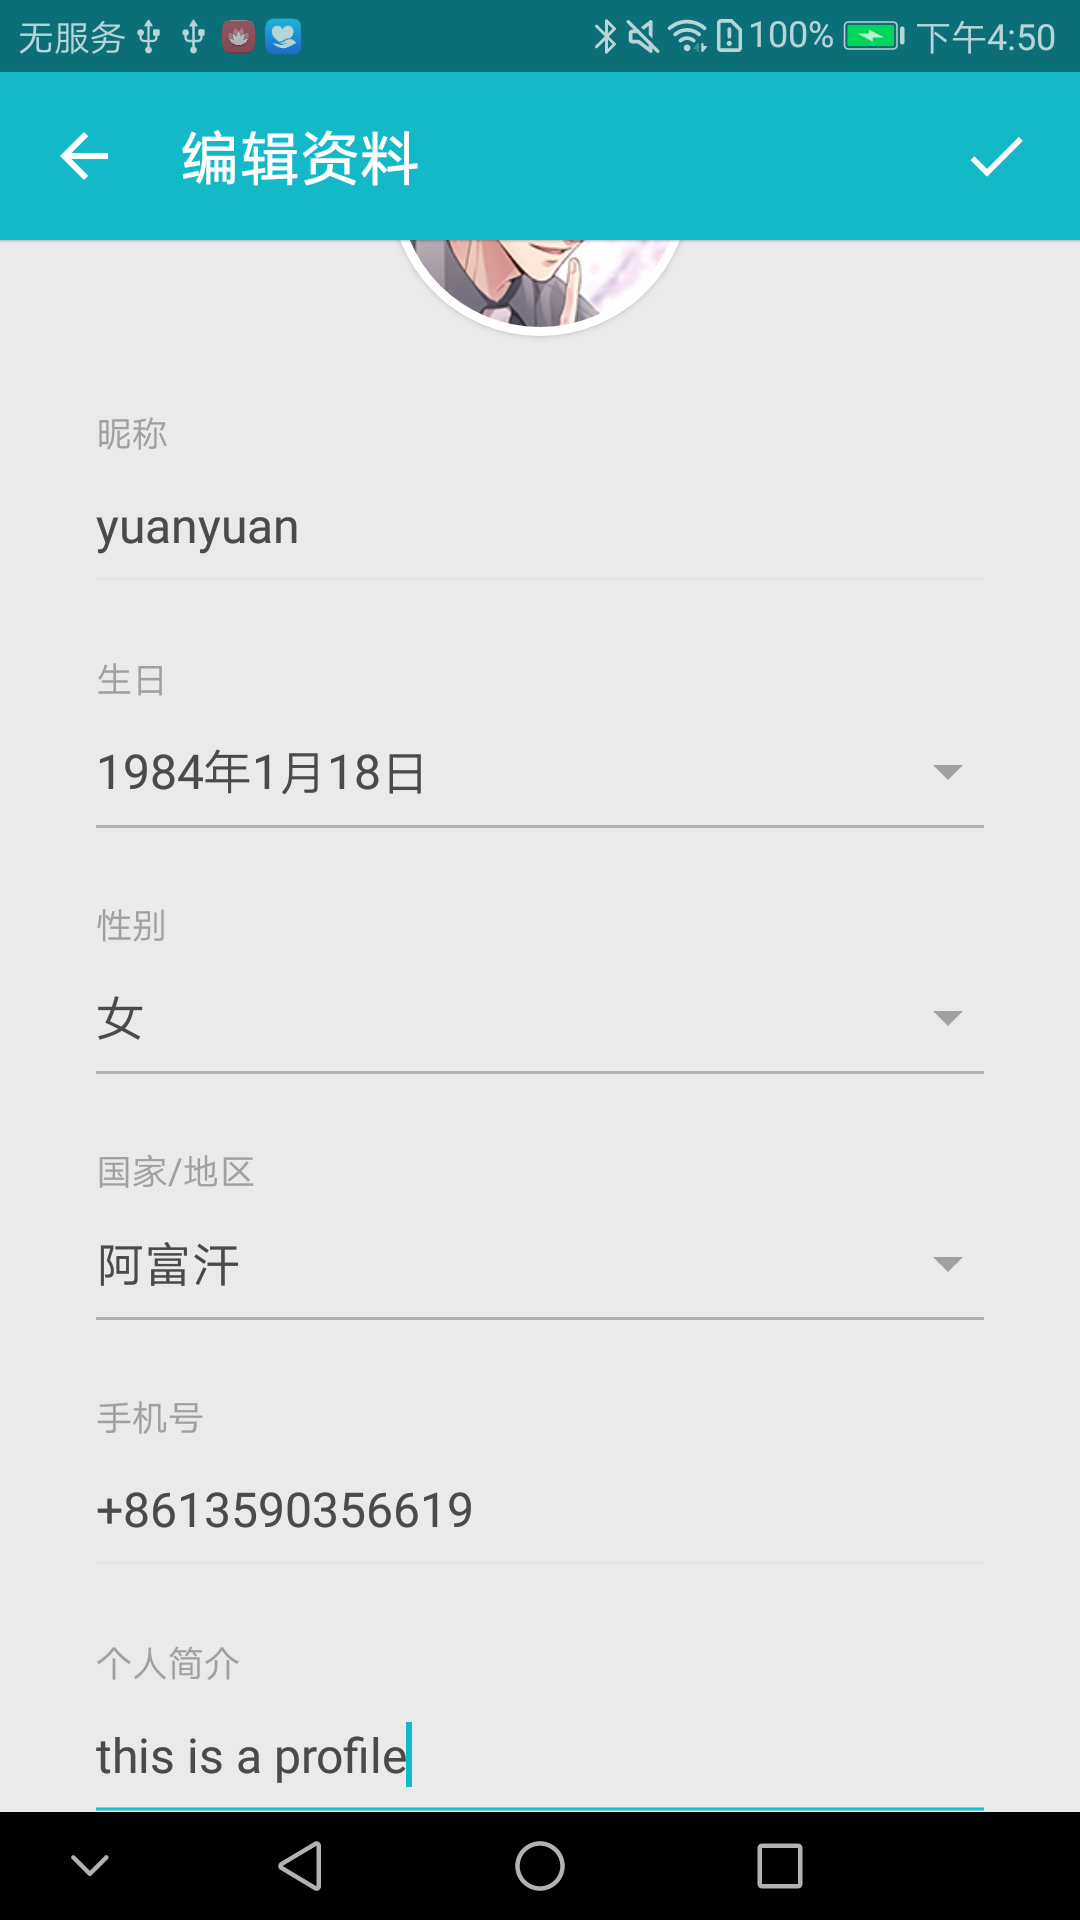 无服务 100% 下午4:50
编辑资料
昵称
yuanyuan
生日
1984年1月18日
性别
女
国家/地区
阿富汗
手机号
+8613590356619
个人简介
this is a profile